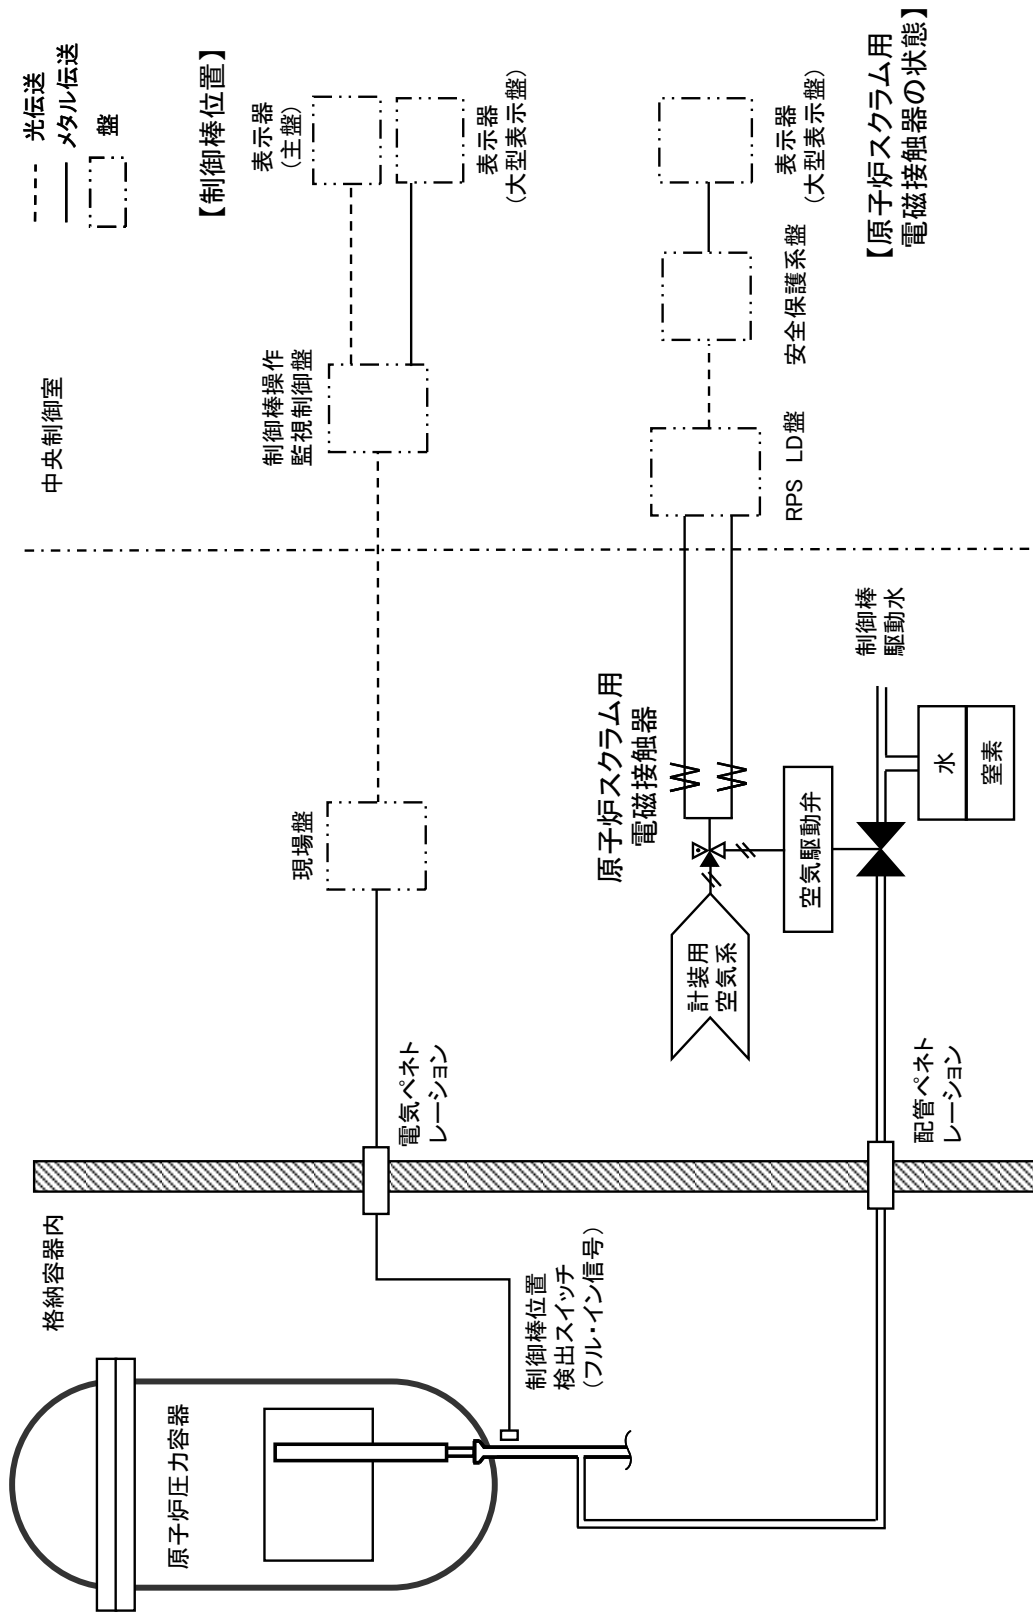 光伝送
メタル伝送
盤
中央制御室
【制御棒位置】
表示器
（主盤）
表示器
（大型表示盤）
制御棒操作
監視制御盤
表示器
（大型表示盤）
安全保護系盤
RPS LD盤
【原子炉スクラム用
電磁接触器の状態】
現場盤
原子炉スクラム用
電磁接触器
制御棒
駆動水
水
窒素
空気駆動弁
計装用
空気系
電気ペネト
レーション
配管ペネト
レーション
格納容器内
制御棒位置
検出スイッチ
（フル・イン信号）
原子炉圧力容器